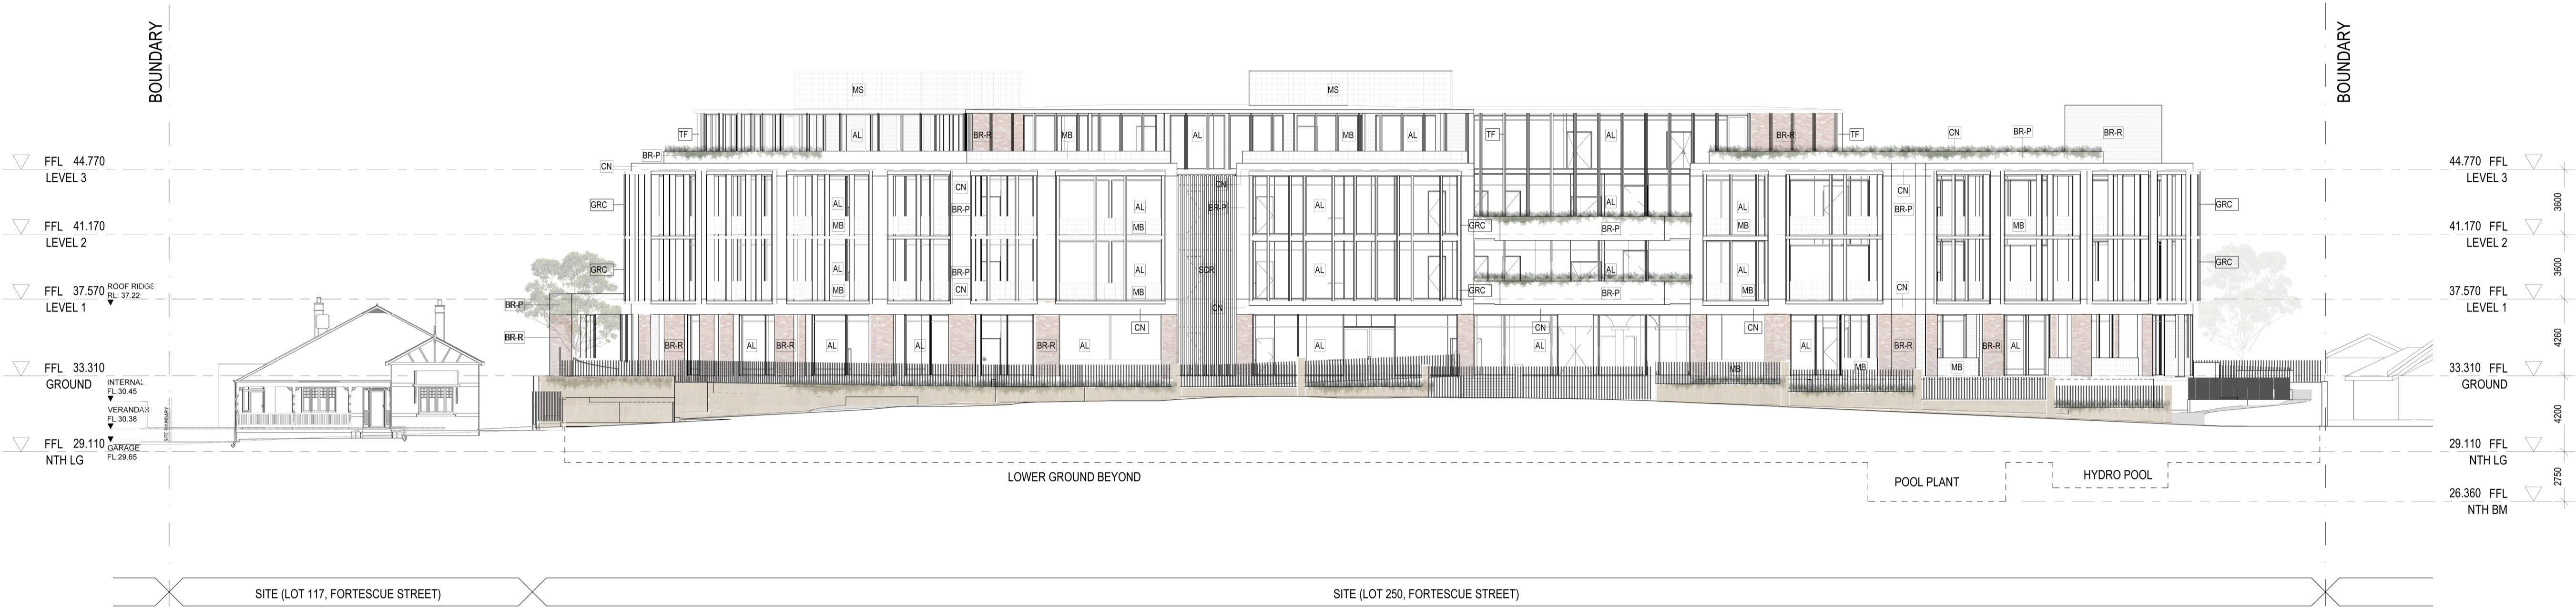 BOUNDARY
BOUNDARY
MS
MS
TF
AL
BR-R
MB
AL
MB
AL
TF
AL
BR-R
TF
CN
BR-P
BR-R
BR-P
CN
FFL 44.770
LEVEL 3
44.770 FFL
LEVEL 3
CN
BR-P
CN
BR-P
CN
BR-P
GRC
AL
MB
AL
MB
AL
AL
AL
MB
MB
GRC
3600
FFL 41.170
LEVEL 2
GRC
BR-P
41.170 FFL
LEVEL 2
GRC
AL
MB
BR-P
CN
AL
MB
SCR
CN
AL
GRC
AL
BR-P
AL
MB
CN
GRC
3600
FFL 37.570
LEVEL 1
ROOF RIDGE
RL: 37.22
BR-P
BR-R
37.570 FFL
LEVEL 1
CN
CN
CN
4260
BR-R
AL
BR-R
AL
AL
BR-R
AL
AL
AL
AL
BR-R
BR-R
AL
MB
MB
MB
FFL 33.310
GROUND
33.310 FFL
GROUND
INTERNAL
FL:30.45
VERANDAH
FL:30.38
SITE BOUNDARY
4200
FFL 29.110
NTH LG
GARAGE
FL:29.65
29.110 FFL
NTH LG
LOWER GROUND BEYOND
POOL PLANT
HYDRO POOL
2750
26.360 FFL
NTH BM
SITE (LOT 117, FORTESCUE STREET)
SITE (LOT 250, FORTESCUE STREET)